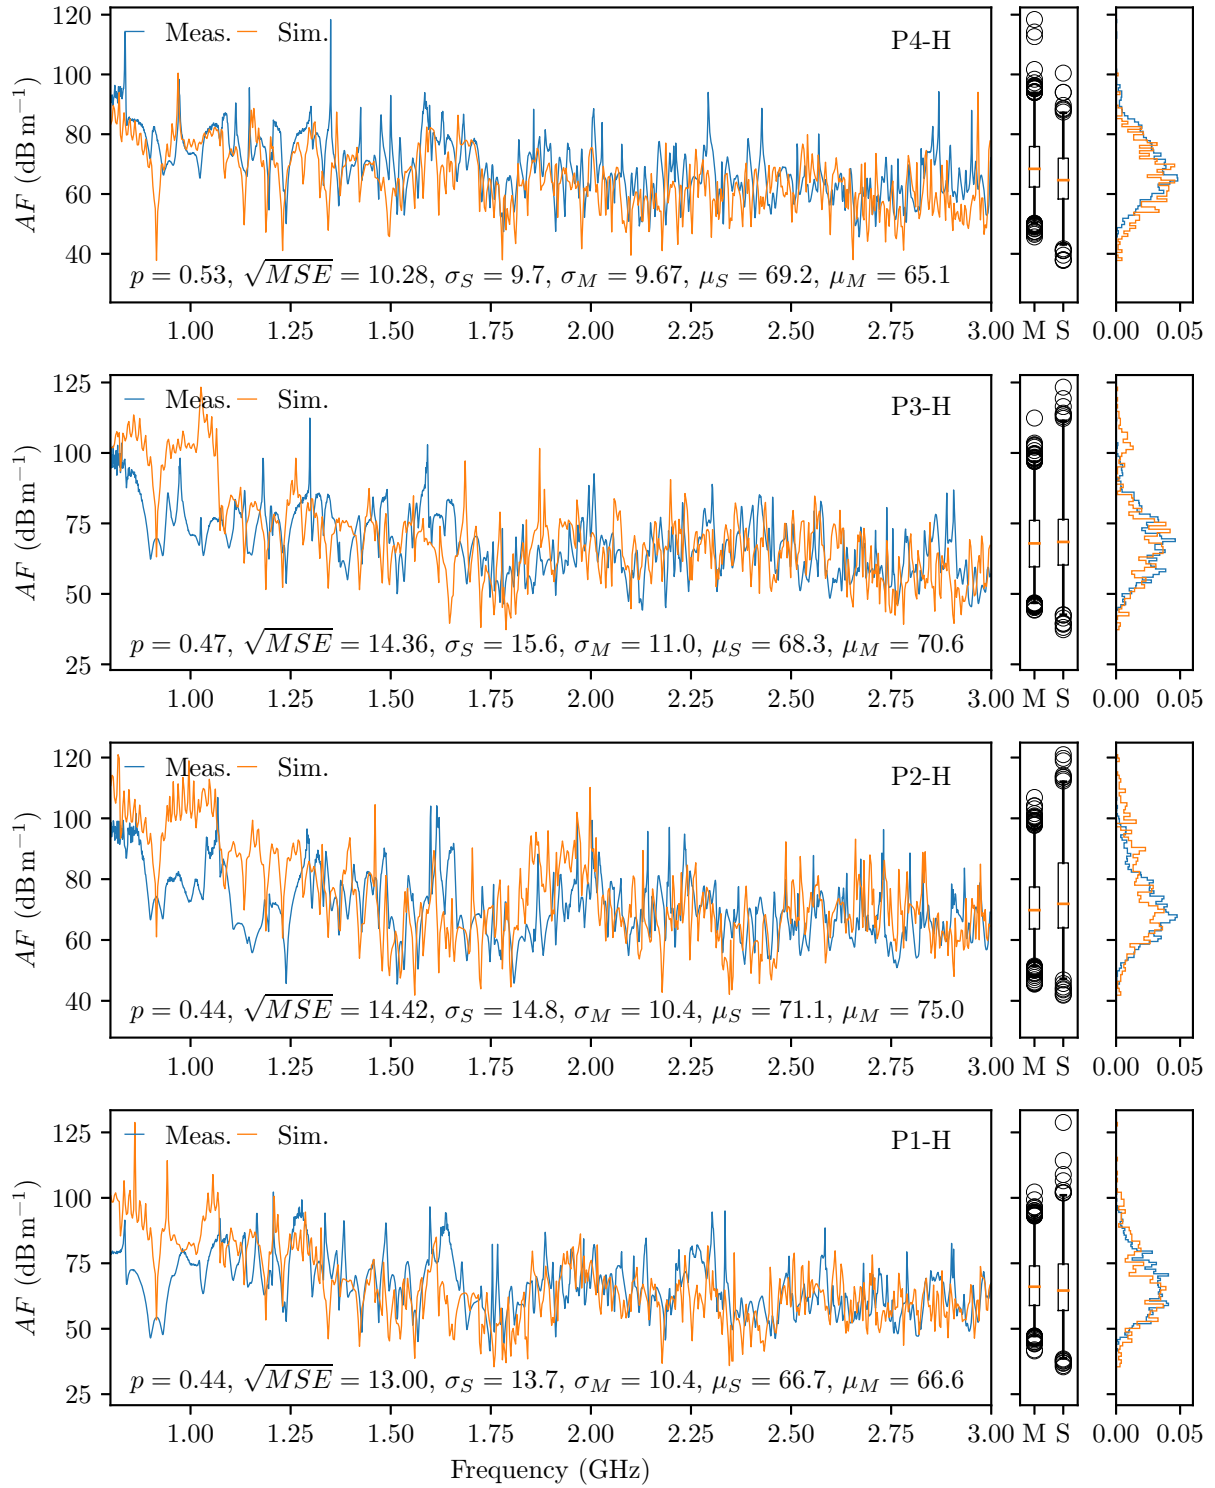 120
100
80
60
40
AF (dB m⁻¹)
Meas. Sim.
P4-H
p = 0.53, √MSE = 10.28, σ_S = 9.7, σ_M = 9.67, μ_S = 69.2, μ_M = 65.1
1.00 1.25 1.50 1.75 2.00 2.25 2.50 2.75 3.00 M S 0.00 0.05
125
100
75
50
25
AF (dB m⁻¹)
Meas. Sim.
P3-H
p = 0.47, √MSE = 14.36, σ_S = 15.6, σ_M = 11.0, μ_S = 68.3, μ_M = 70.6
1.00 1.25 1.50 1.75 2.00 2.25 2.50 2.75 3.00 M S 0.00 0.05
120
100
80
60
40
AF (dB m⁻¹)
Meas. Sim.
P2-H
p = 0.44, √MSE = 14.42, σ_S = 14.8, σ_M = 10.4, μ_S = 71.1, μ_M = 75.0
1.00 1.25 1.50 1.75 2.00 2.25 2.50 2.75 3.00 M S 0.00 0.05
125
100
75
50
25
AF (dB m⁻¹)
Meas. Sim.
P1-H
p = 0.44, √MSE = 13.00, σ_S = 13.7, σ_M = 10.4, μ_S = 66.7, μ_M = 66.6
1.00 1.25 1.50 1.75 2.00 2.25 2.50 2.75 3.00 M S 0.00 0.05
Frequency (GHz)